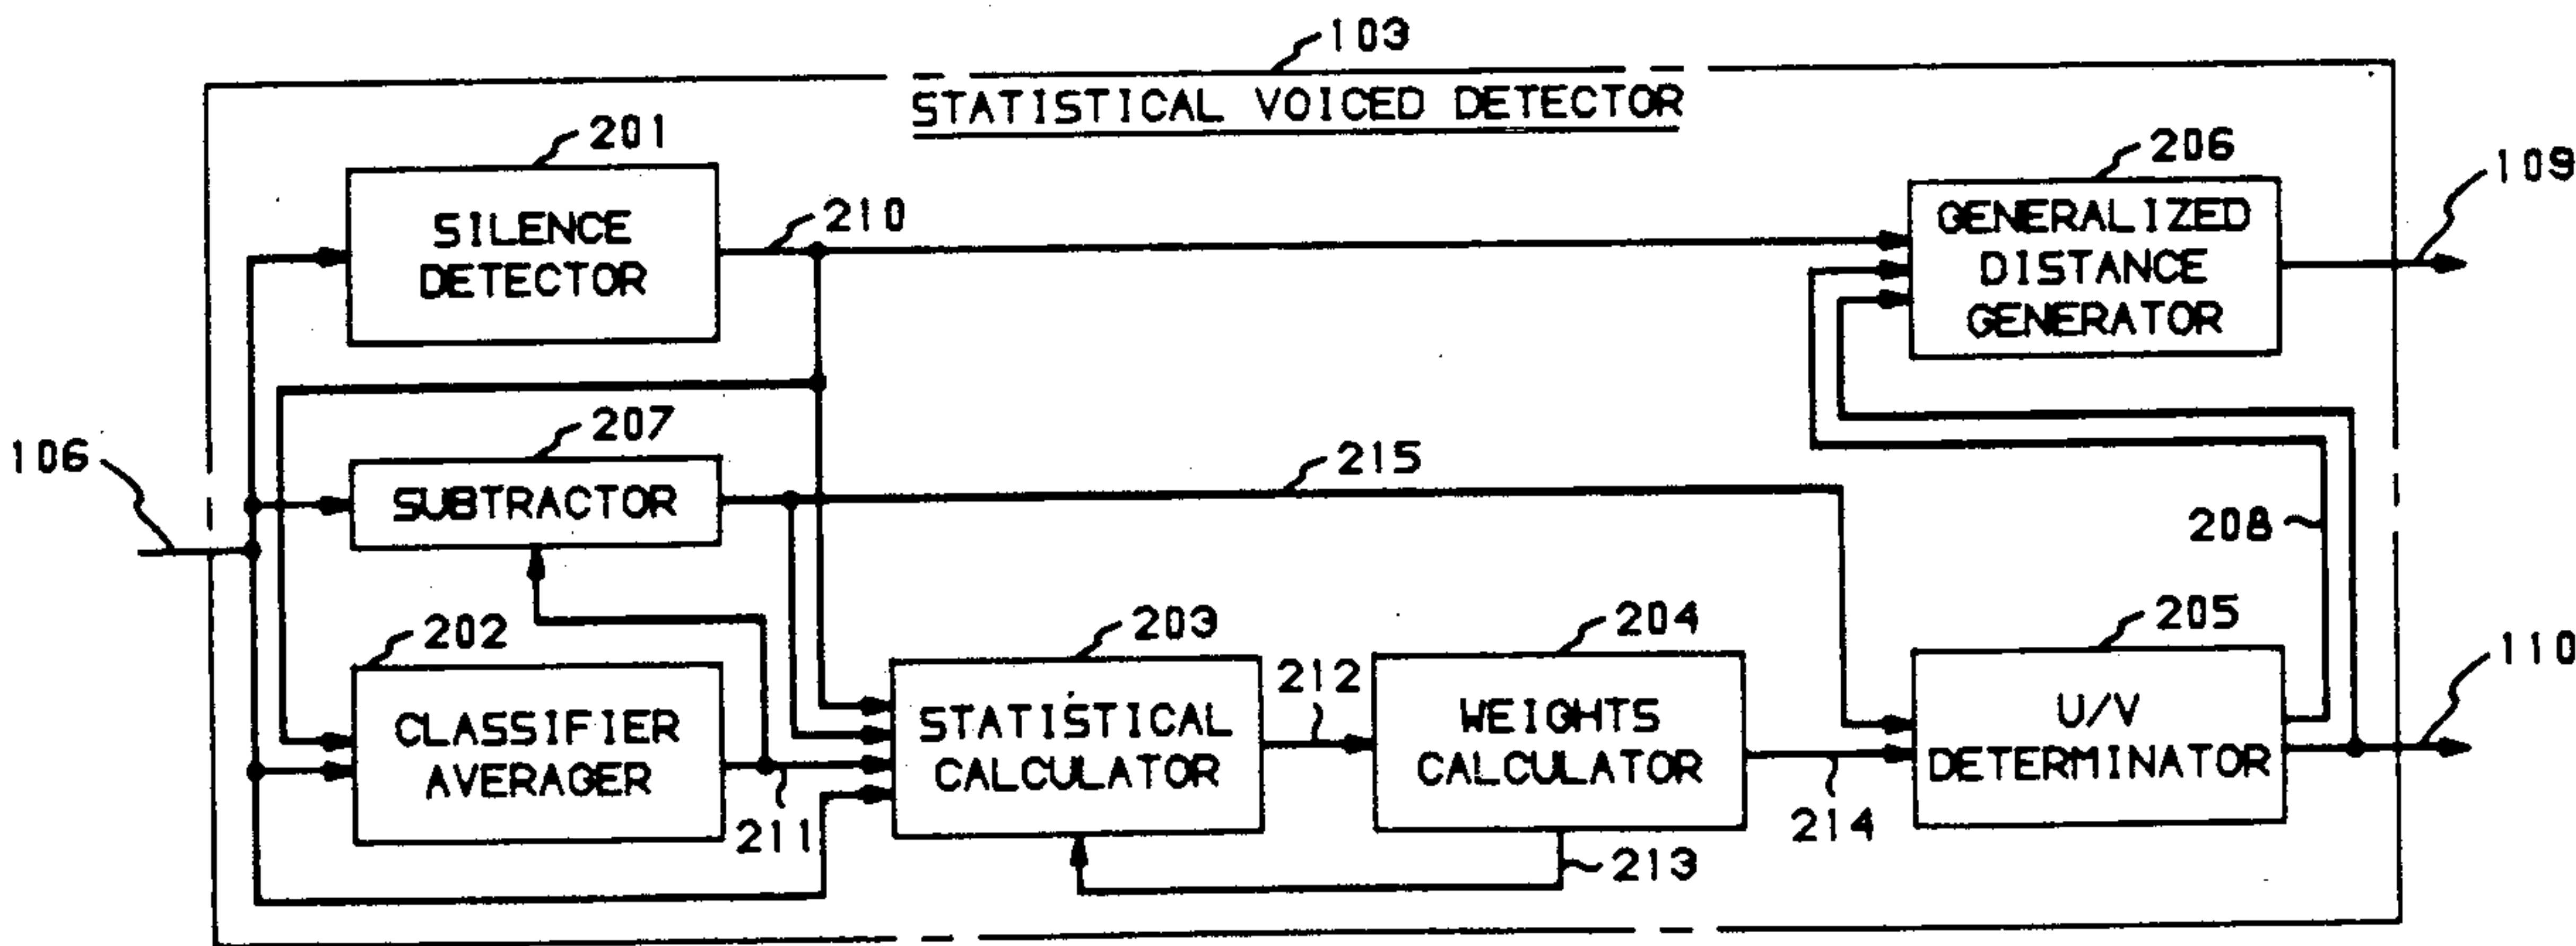 103
STATISTICAL VOICED DETECTOR
201
206
109
SILENCE
DETECTOR
210
GENERALIZED
DISTANCE
GENERATOR
207
106
SUBTRACTOR
215
208
202
203
204
205
110
CLASSIFIER
AVERAGER
211
STATISTICAL
CALCULATOR
212
WEIGHTS
CALCULATOR
213
214
U/V
DETERMINATOR